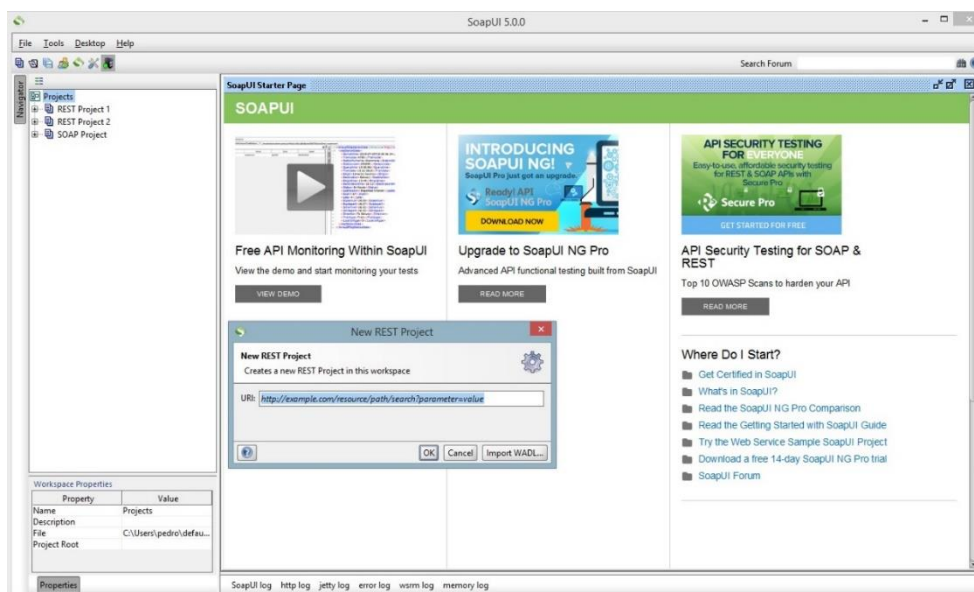 SoapUI 5.0.0
File Tools Desktop Help
Search Forum
Navigator
Projects
REST Project 1
REST Project 2
SOAP Project
SoapUI Starter Page
SOAPUI
Free API Monitoring Within SoapUI
View the demo and start monitoring your tests
VIEW DEMO
INTRODUCING
SOAPUI NG!
SoapUI Pro just got an upgrade.
Ready! API
SoapUI NG Pro
DOWNLOAD NOW
Upgrade to SoapUI NG Pro
Advanced API functional testing built from SoapUI
READ MORE
API SECURITY TESTING
FOR EVERYONE
Easy-to-use, affordable security testing
for REST & SOAP APIs with
Secure Pro
Secure Pro
GET STARTED FOR FREE
API Security Testing for SOAP &
REST
Top 10 OWASP Scans to harden your API
READ MORE
Where Do I Start?
Get Certified in SoapUI
What's in SoapUI?
Read the SoapUI NG Pro Comparison
Read the Getting Started with SoapUI Guide
Try the Web Service Sample SoapUI Project
Download a free 14-day SoapUI NG Pro trial
SoapUI Forum
New REST Project
New REST Project
Creates a new REST Project in this workspace
URI: http://example.com/resource/path/search?parameter=value
OK Cancel Import WADL...
Workspace Properties
Property Value
Name Projects
Description
File C:\Users\pedro\defau...
Project Root
Properties
SoapUI log http log jetty log error log wsrm log memory log